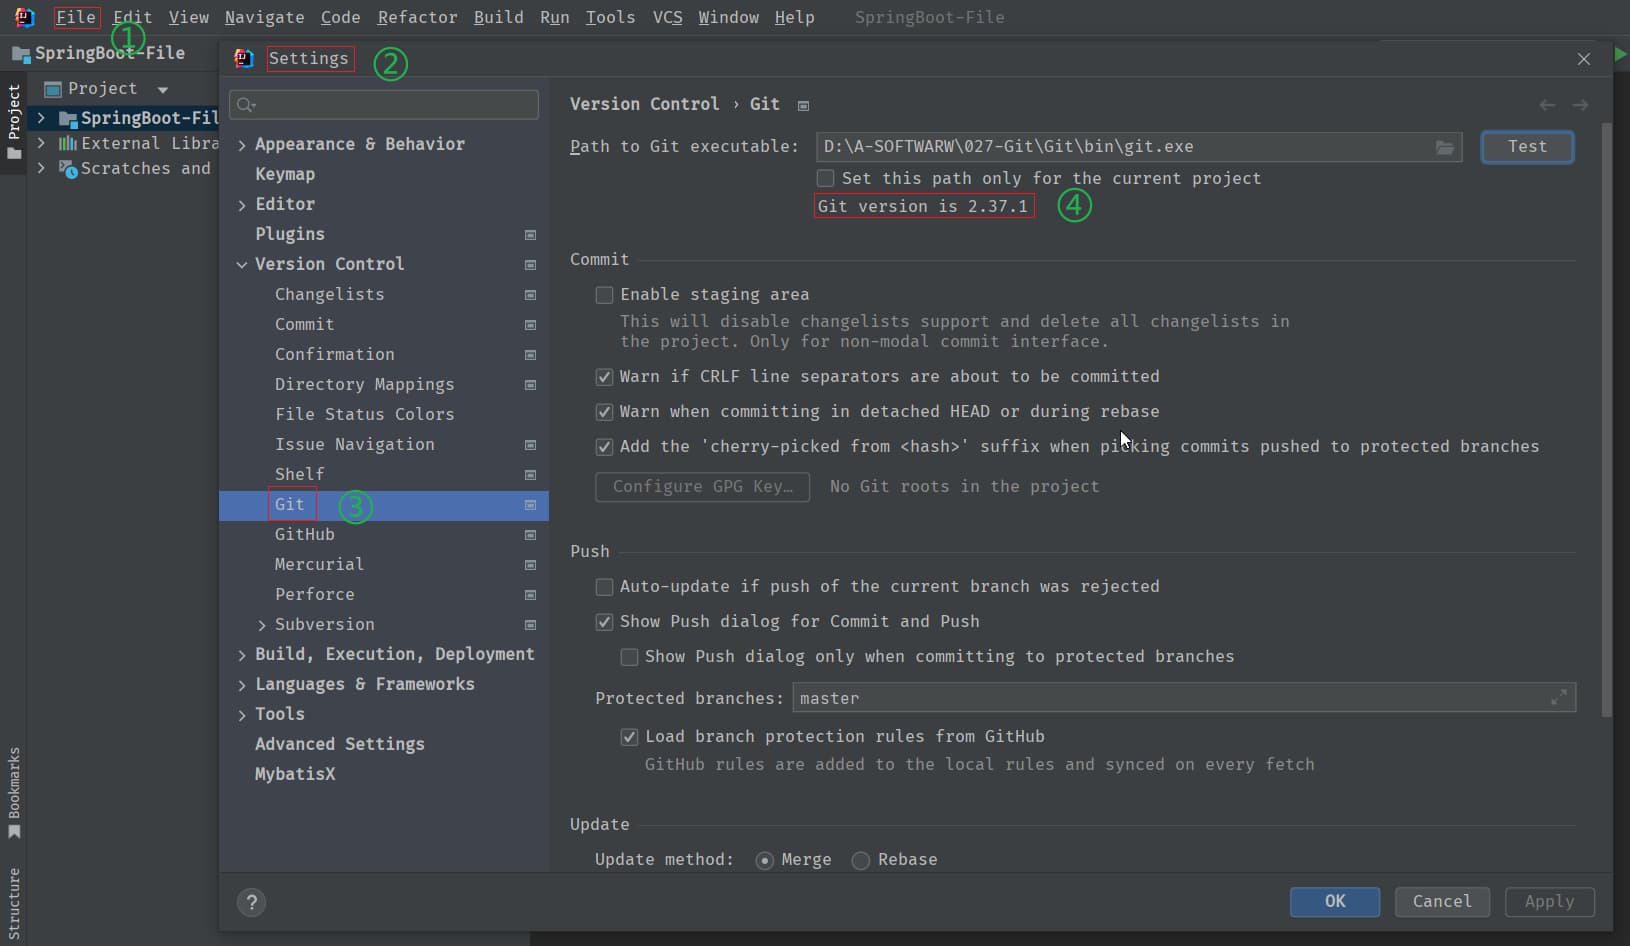 File Edit View Navigate Code Refactor Build Run Tools VCS Window Help SpringBoot-File
①
SpringBoot-File
Settings ②
Project
Project
SpringBoot-Fil
External Libra
Scratches and
Bookmarks
Structure
Appearance & Behavior
Keymap
Editor
Plugins
Version Control
Changelists
Commit
Confirmation
Directory Mappings
File Status Colors
Issue Navigation
Shelf
Git ③
GitHub
Mercurial
Perforce
Subversion
Build, Execution, Deployment
Languages & Frameworks
Tools
Advanced Settings
MybatisX
Version Control › Git
Path to Git executable: D:\A-SOFTWARW\027-Git\Git\bin\git.exe Test
Set this path only for the current project
Git version is 2.37.1 ④
Commit
Enable staging area
This will disable changelists support and delete all changelists in
the project. Only for non-modal commit interface.
Warn if CRLF line separators are about to be committed
Warn when committing in detached HEAD or during rebase
Add the 'cherry-picked from <hash>' suffix when picking commits pushed to protected branches
Configure GPG Key… No Git roots in the project
Push
Auto-update if push of the current branch was rejected
Show Push dialog for Commit and Push
Show Push dialog only when committing to protected branches
Protected branches: master
Load branch protection rules from GitHub
GitHub rules are added to the local rules and synced on every fetch
Update
Update method: Merge Rebase
? OK Cancel Apply